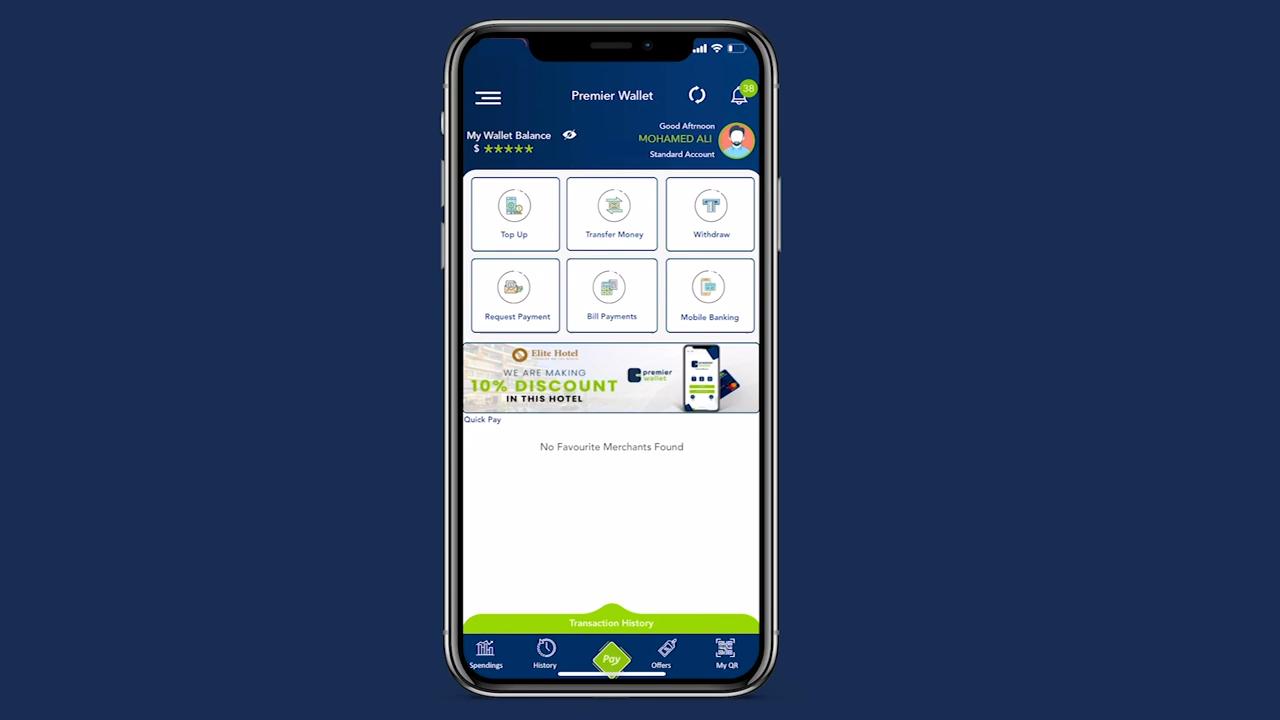 Premier Wallet
38
My Wallet Balance
$ *****
Good Aftrnoon
MOHAMED ALI
Standard Account
Top Up
Transfer Money
Withdraw
Request Payment
Bill Payments
Mobile Banking
Elite Hotel
WE ARE MAKING
10% DISCOUNT
IN THIS HOTEL
premier
wallet
Quick Pay
No Favourite Merchants Found
Transaction History
Spendings
History
Pay
Offers
My QR